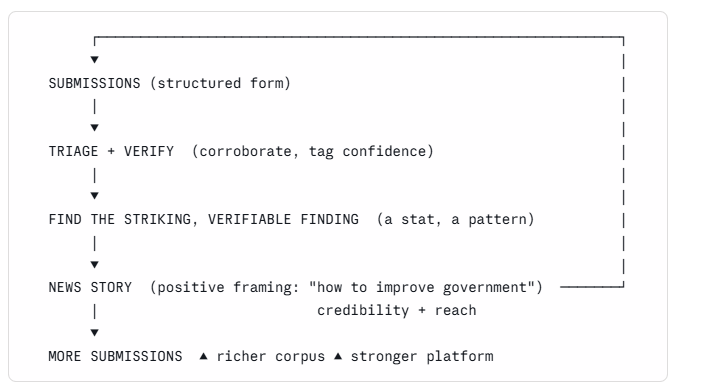 SUBMISSIONS (structured form)
TRIAGE + VERIFY (corroborate, tag confidence)
FIND THE STRIKING, VERIFIABLE FINDING (a stat, a pattern)
NEWS STORY (positive framing: "how to improve government")
credibility + reach
MORE SUBMISSIONS ▲ richer corpus ▲ stronger platform